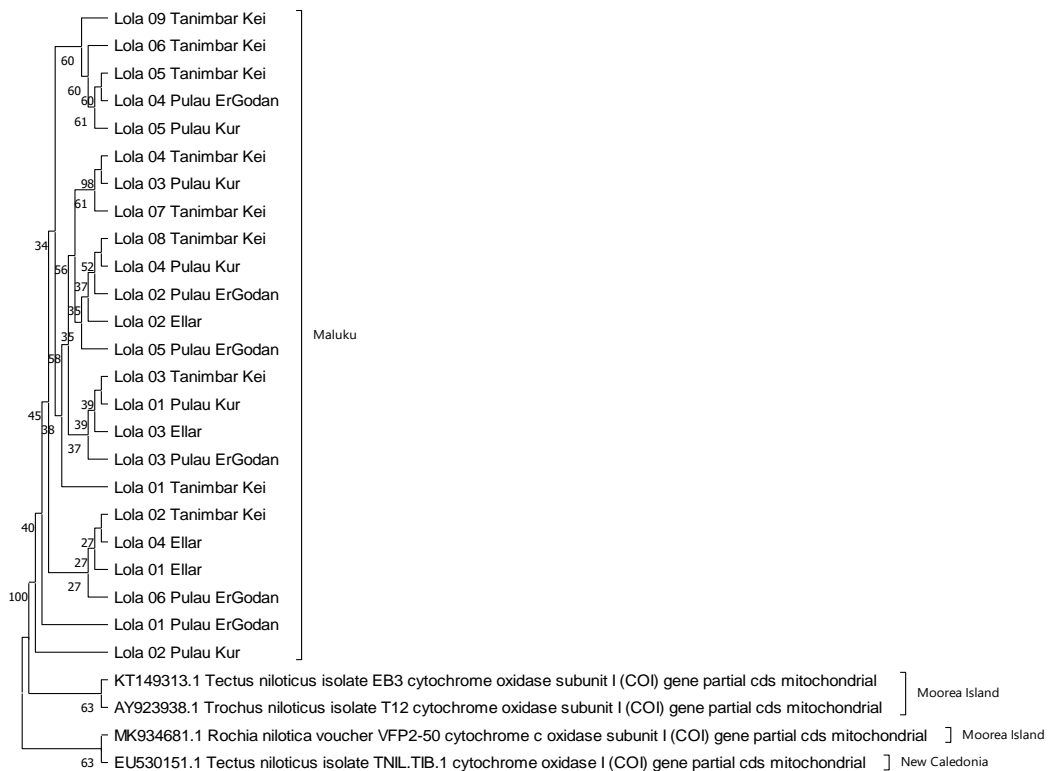 Lola 09 Tanimbar Kei
60
Lola 06 Tanimbar Kei
Lola 05 Tanimbar Kei
60
60
Lola 04 Pulau ErGodan
61
Lola 05 Pulau Kur
Lola 04 Tanimbar Kei
98
Lola 03 Pulau Kur
61
Lola 07 Tanimbar Kei
34
Lola 08 Tanimbar Kei
56
52
Lola 04 Pulau Kur
37
Lola 02 Pulau ErGodan
35
Lola 02 Ellar
35
Maluku
58
Lola 05 Pulau ErGodan
Lola 03 Tanimbar Kei
39
Lola 01 Pulau Kur
45
38
39
Lola 03 Ellar
37
Lola 03 Pulau ErGodan
Lola 01 Tanimbar Kei
Lola 02 Tanimbar Kei
40
27
Lola 04 Ellar
27
Lola 01 Ellar
27
100
Lola 06 Pulau ErGodan
Lola 01 Pulau ErGodan
Lola 02 Pulau Kur
KT149313.1 Tectus niloticus isolate EB3 cytochrome oxidase subunit I (COI) gene partial cds mitochondrial
Moorea Island
63
AY923938.1 Trochus niloticus isolate T12 cytochrome oxidase subunit I (COI) gene partial cds mitochondrial
MK934681.1 Rochia nilotica voucher VFP2-50 cytochrome c oxidase subunit I (COI) gene partial cds mitochondrial
Moorea Island
63
EU530151.1 Tectus niloticus isolate TNIL.TIB.1 cytochrome oxidase I (COI) gene partial cds mitochondrial
New Caledonia